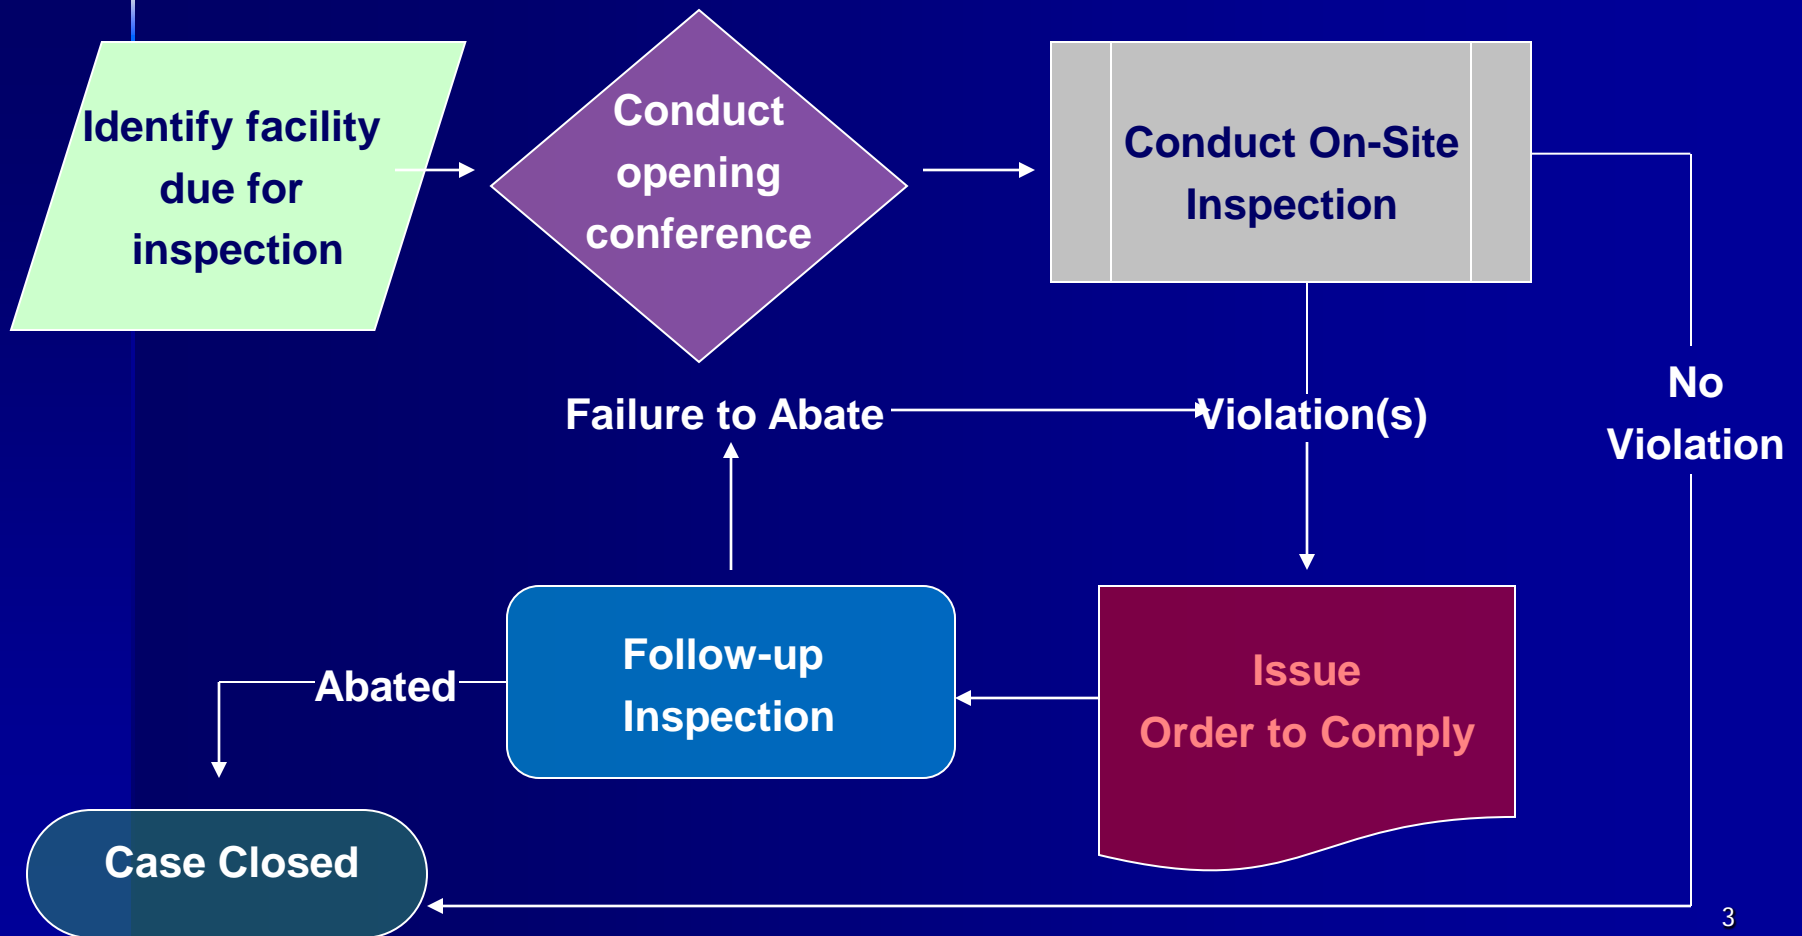 Identify facility
due for
inspection
Conduct
opening
conference
Conduct On-Site
Inspection
Failure to Abate
Violation(s)
No
Violation
Follow-up
Inspection
Issue
Order to Comply
Abated
Case Closed
3